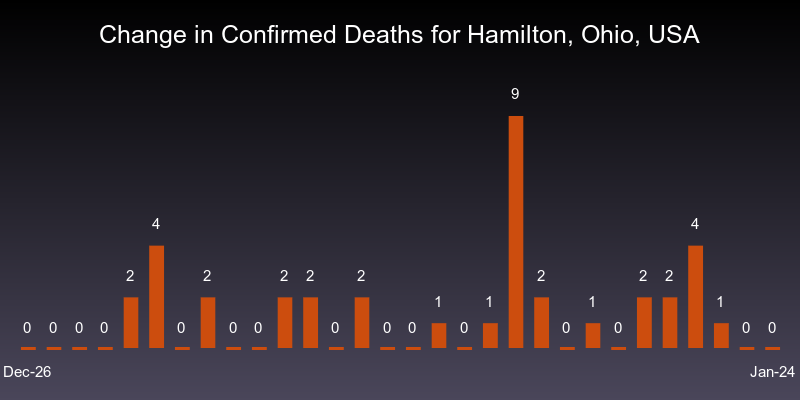 Change in Confirmed Deaths for Hamilton, Ohio, USA
0 0 0 0 2 4 0 2 0 0 2 2 0 2 0 0 1 0 1 9 2 0 1 0 2 2 4 1 0 0
Dec-26 Jan-24